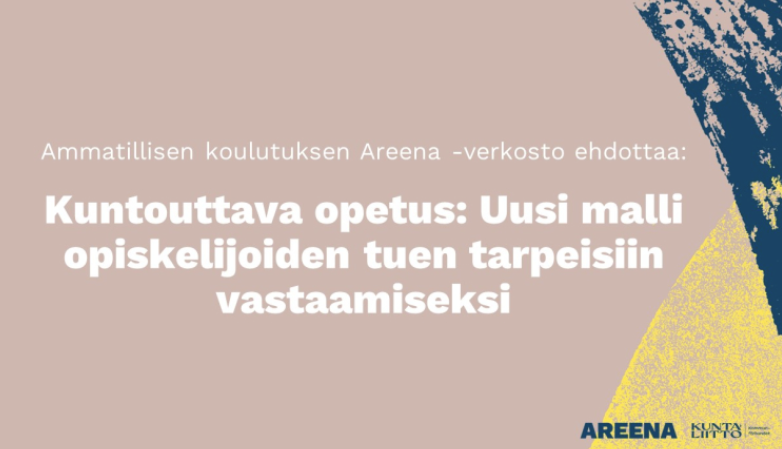 Ammatillisen koulutuksen Areena -verkosto ehdottaa:
Kuntouttava opetus: Uusi malli
opiskelijoiden tuen tarpeisiin
vastaamiseksi
AREENA
KUNTA
LIITTO